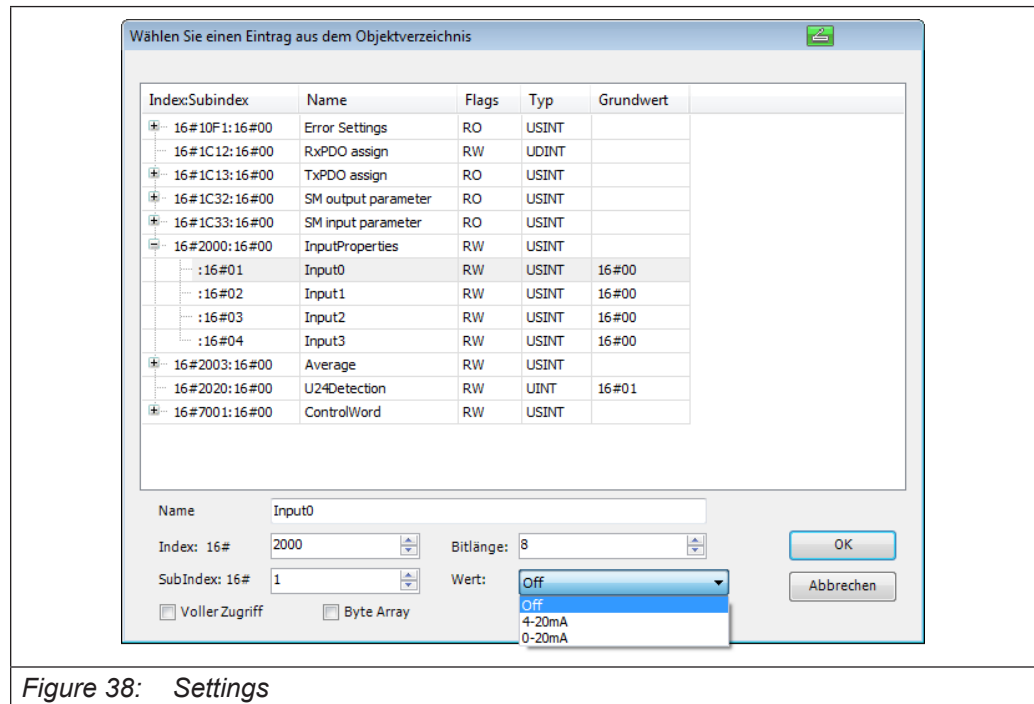 Wählen Sie einen Eintrag aus dem Objektverzeichnis
Index:Subindex Name Flags Typ Grundwert
16#10F1:16#00 Error Settings RO USINT
16#1C12:16#00 RxPDO assign RW UDINT
16#1C13:16#00 TxPDO assign RW USINT
16#1C32:16#00 SM output parameter RO USINT
16#1C33:16#00 SM input parameter RO USINT
16#2000:16#00 InputProperties RW USINT
:16#01 Input0 RW USINT 16#00
:16#02 Input1 RW USINT 16#00
:16#03 Input2 RW USINT 16#00
:16#04 Input3 RW USINT 16#00
16#2003:16#00 Average RW USINT
16#2020:16#00 U24Detection RW UINT 16#01
16#7001:16#00 ControlWord RW USINT
Name Input0
Index: 16# 2000 Bitlänge: 8 OK
SubIndex: 16# 1 Wert: Off Abbrechen
Voller Zugriff Byte Array Off
4-20mA
0-20mA
Figure 38: Settings